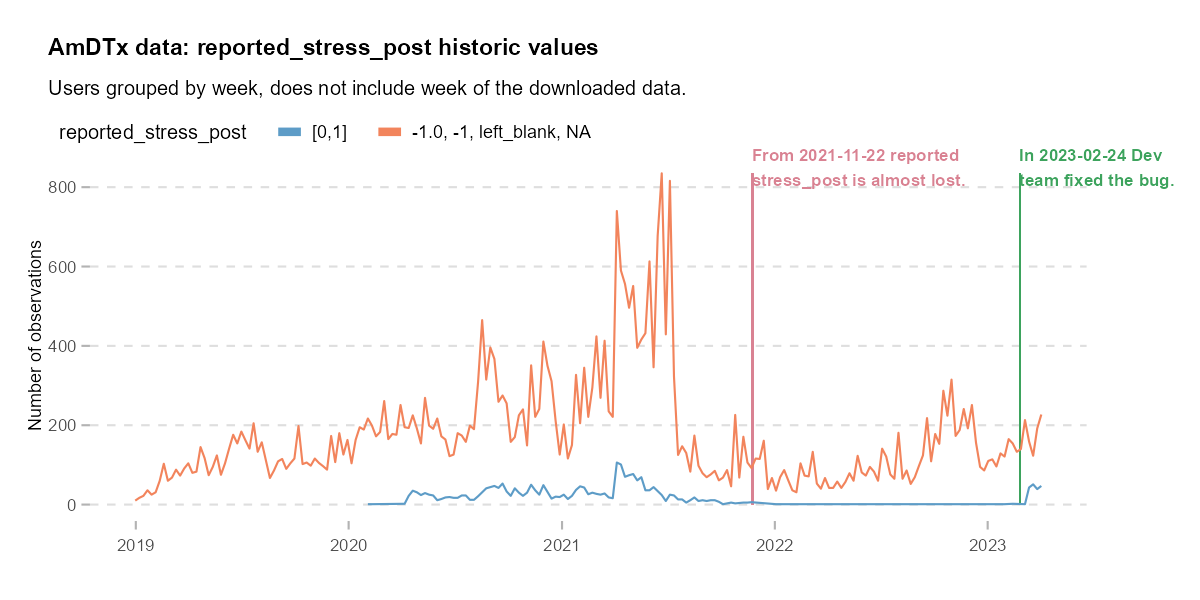 AmDTx data: reported_stress_post historic values
Users grouped by week, does not include week of the downloaded data.
reported_stress_post [0,1] -1.0, -1, left_blank, NA
From 2021-11-22 reported
stress_post is almost lost.
In 2023-02-24 Dev
team fixed the bug.
Number of observations
800
600
400
200
0
2019 2020 2021 2022 2023